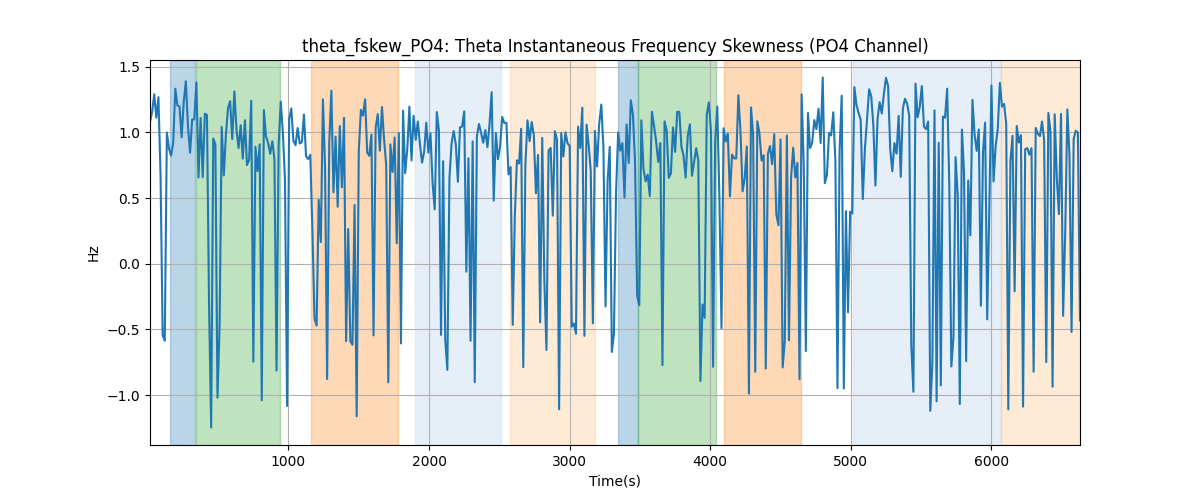 theta_fskew_PO4: Theta Instantaneous Frequency Skewness (PO4 Channel)
1.5
1.0
0.5
0.0
−0.5
−1.0
Hz
1000 2000 3000 4000 5000 6000
Time(s)